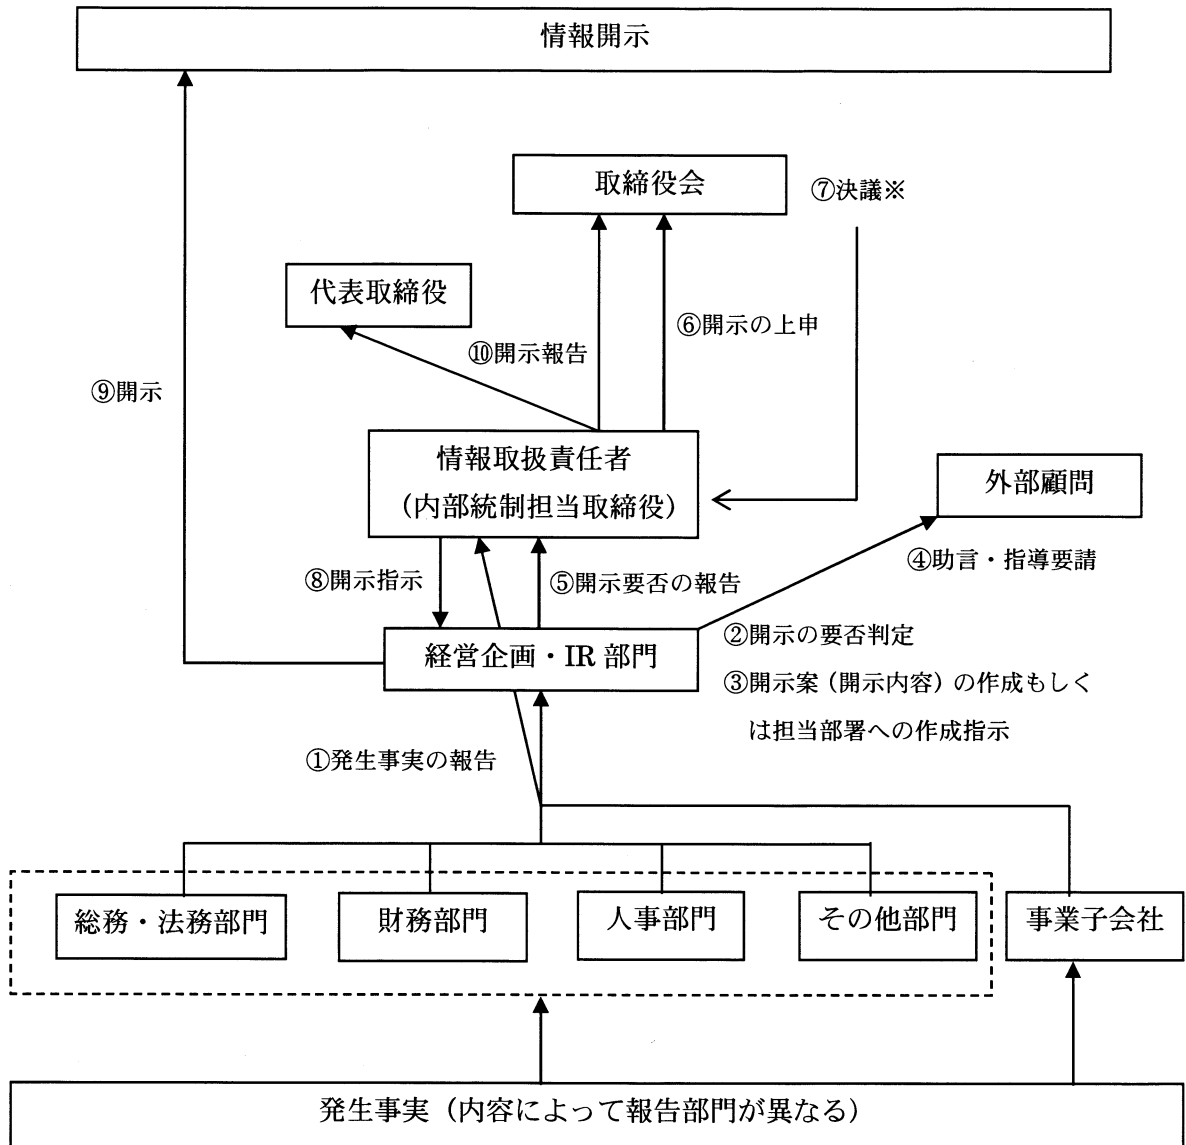 情報開示
取締役会
⑦決議※
代表取締役
⑥開示の上申
⑩開示報告
⑨開示
情報取扱責任者
（内部統制担当取締役）
外部顧問
④助言・指導要請
⑧開示指示
⑤開示要否の報告
②開示の要否判定
経営企画・IR 部門
③開示案（開示内容）の作成もしく
は担当部署への作成指示
①発生事実の報告
総務・法務部門
財務部門
人事部門
その他部門
事業子会社
発生事実（内容によって報告部門が異なる）